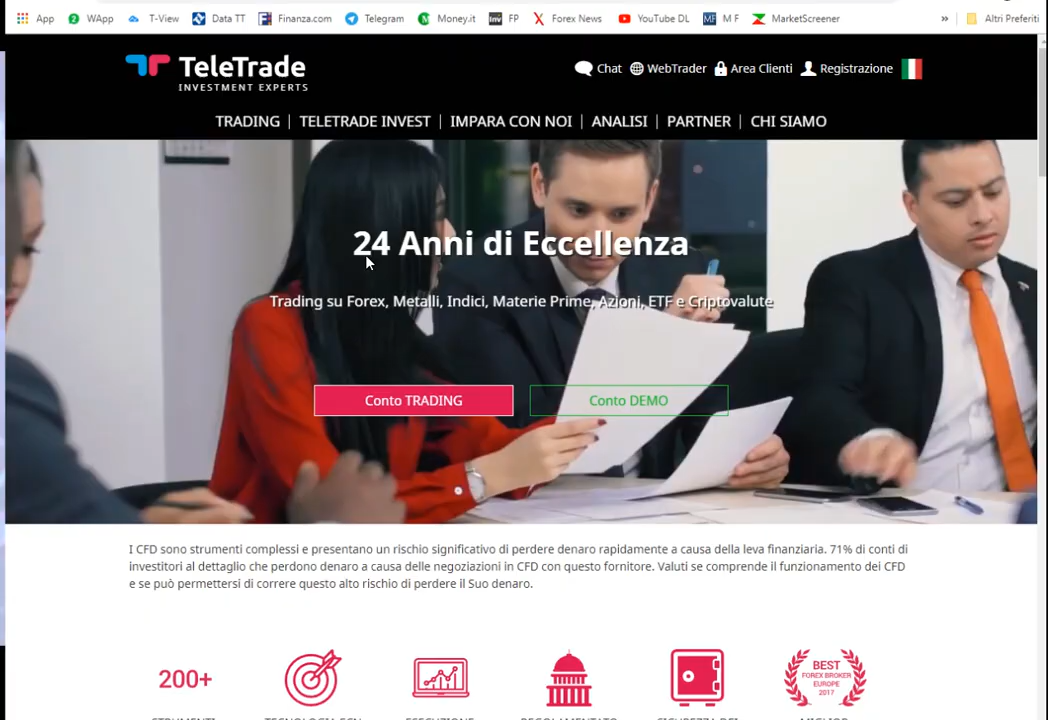 App WApp T-View Data TT Finanza.com Telegram Money.it FP Forex News YouTube DL M F MarketScreener » Altri Preferiti
TeleTrade
INVESTMENT EXPERTS
Chat WebTrader Area Clienti Registrazione
TRADING | TELETRADE INVEST | IMPARA CON NOI | ANALISI | PARTNER | CHI SIAMO
24 Anni di Eccellenza
Trading su Forex, Metalli, Indici, Materie Prime, Azioni, ETF e Criptovalute
Conto TRADING Conto DEMO
I CFD sono strumenti complessi e presentano un rischio significativo di perdere denaro rapidamente a causa della leva finanziaria. 71% di conti di
investitori al dettaglio che perdono denaro a causa delle negoziazioni in CFD con questo fornitore. Valuti se comprende il funzionamento dei CFD
e se può permettersi di correre questo alto rischio di perdere il Suo denaro.
200+
BEST
FOREX BROKER
EUROPE
2017